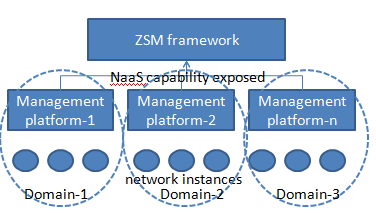 ZSM framework
NaaS capability exposed
Management
platform-1
Management
platform-2
Management
platform-n
network instances
Domain-1
Domain-2
Domain-3